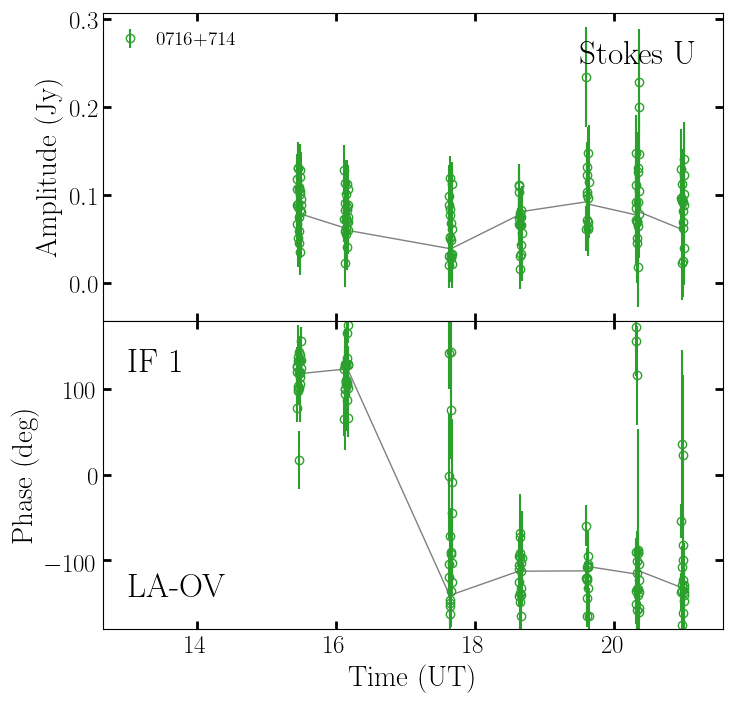 0716+714
Stokes U
0.3
0.2
0.1
0.0
Amplitude (Jy)
IF 1
100
0
−100
Phase (deg)
LA-OV
14
16
18
20
Time (UT)